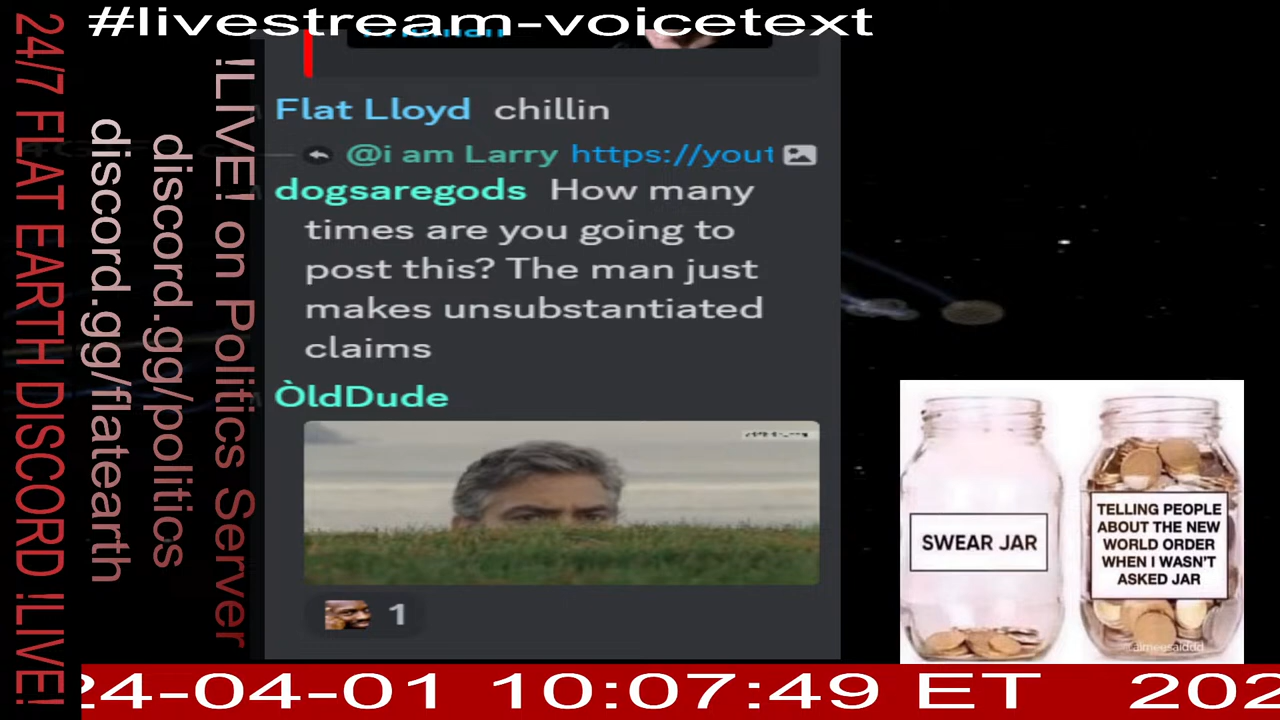 #livestream-voicetext
24/7 FLAT EARTH DISCORD !LIVE!
discord.gg/flatearth
discord.gg/politics
!LIVE! on Politics Server
Flat Lloyd chillin
@i am Larry https://yout
dogsaregods How many
times are you going to
post this? The man just
makes unsubstantiated
claims
ÒldDude
1
SWEAR JAR
TELLING PEOPLE
ABOUT THE NEW
WORLD ORDER
WHEN I WASN'T
ASKED JAR
24-04-01 10:07:49 ET 202